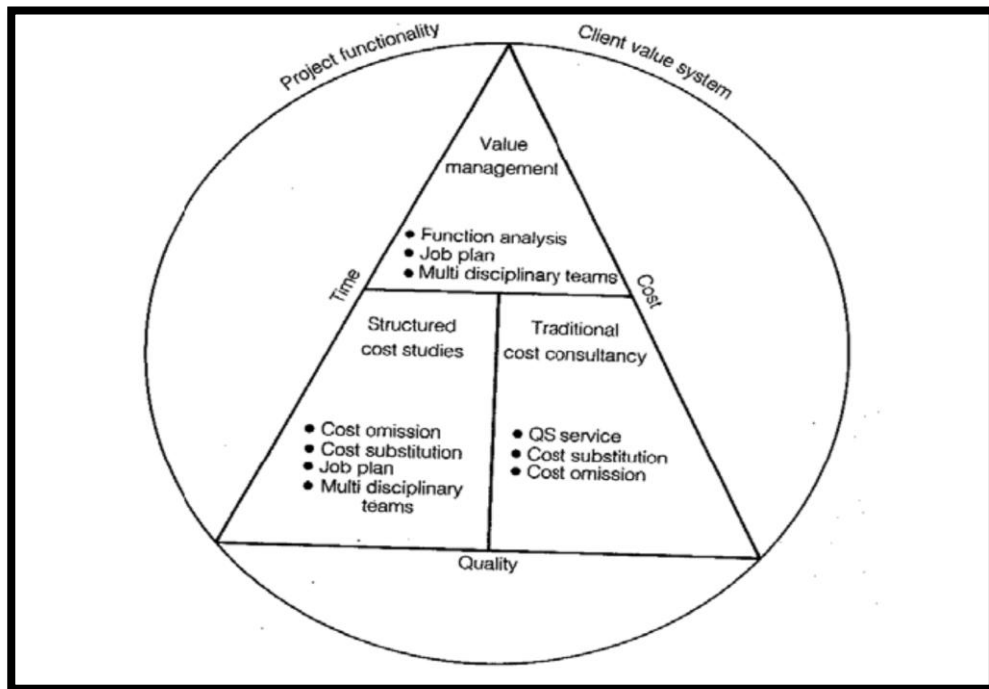 Project functionality
Client value system
Value
management
● Function analysis
● Job plan
● Multi disciplinary teams
Time
Cost
Structured
cost studies
● Cost omission
● Cost substitution
● Job plan
● Multi disciplinary
teams
Traditional
cost consultancy
● QS service
● Cost substitution
● Cost omission
Quality